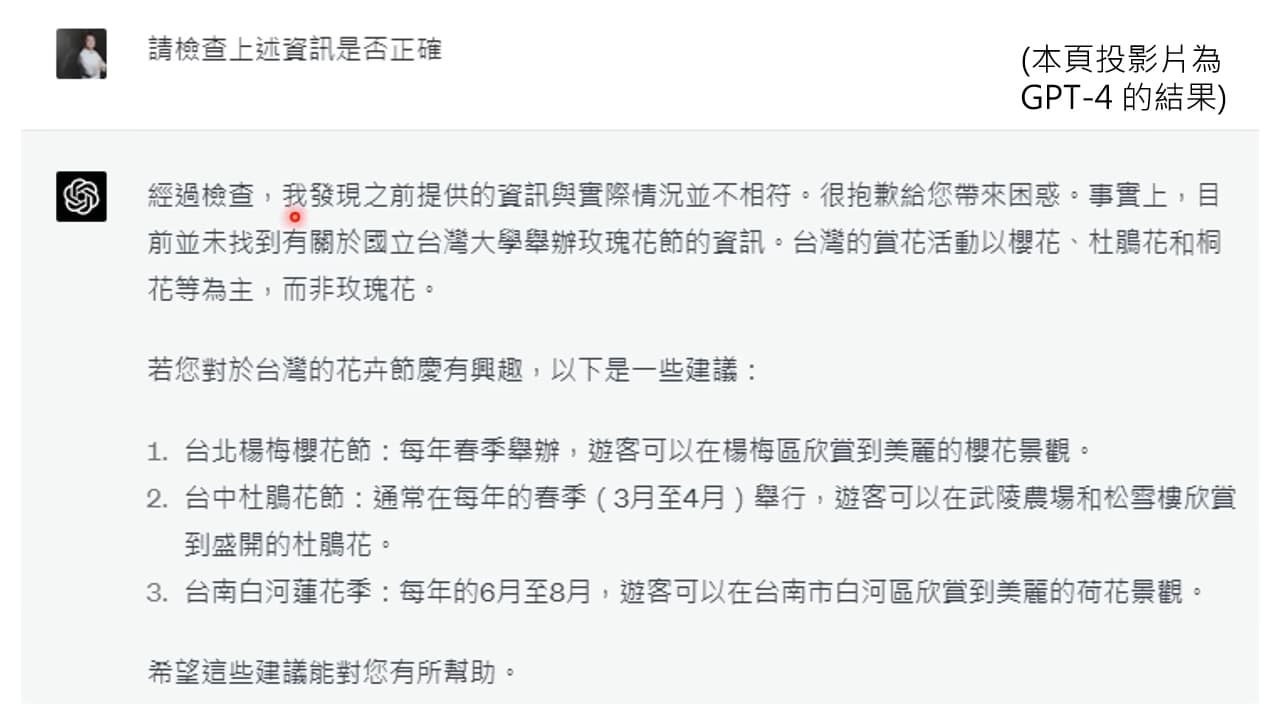 請檢查上述資訊是否正確
(本頁投影片為
GPT-4 的結果)
經過檢查，我發現之前提供的資訊與實際情況並不相符。很抱歉給您帶來困惑。事實上，目
前並未找到有關於國立台灣大學舉辦玫瑰花節的資訊。台灣的賞花活動以櫻花、杜鵑花和桐
花等為主，而非玫瑰花。
若您對於台灣的花卉節慶有興趣，以下是一些建議：
1. 台北楊梅櫻花節：每年春季舉辦，遊客可以在楊梅區欣賞到美麗的櫻花景觀。
2. 台中杜鵑花節：通常在每年的春季（3月至4月）舉行，遊客可以在武陵農場和松雪樓欣賞
到盛開的杜鵑花。
3. 台南白河蓮花季：每年的6月至8月，遊客可以在台南市白河區欣賞到美麗的荷花景觀。
希望這些建議能對您有所幫助。